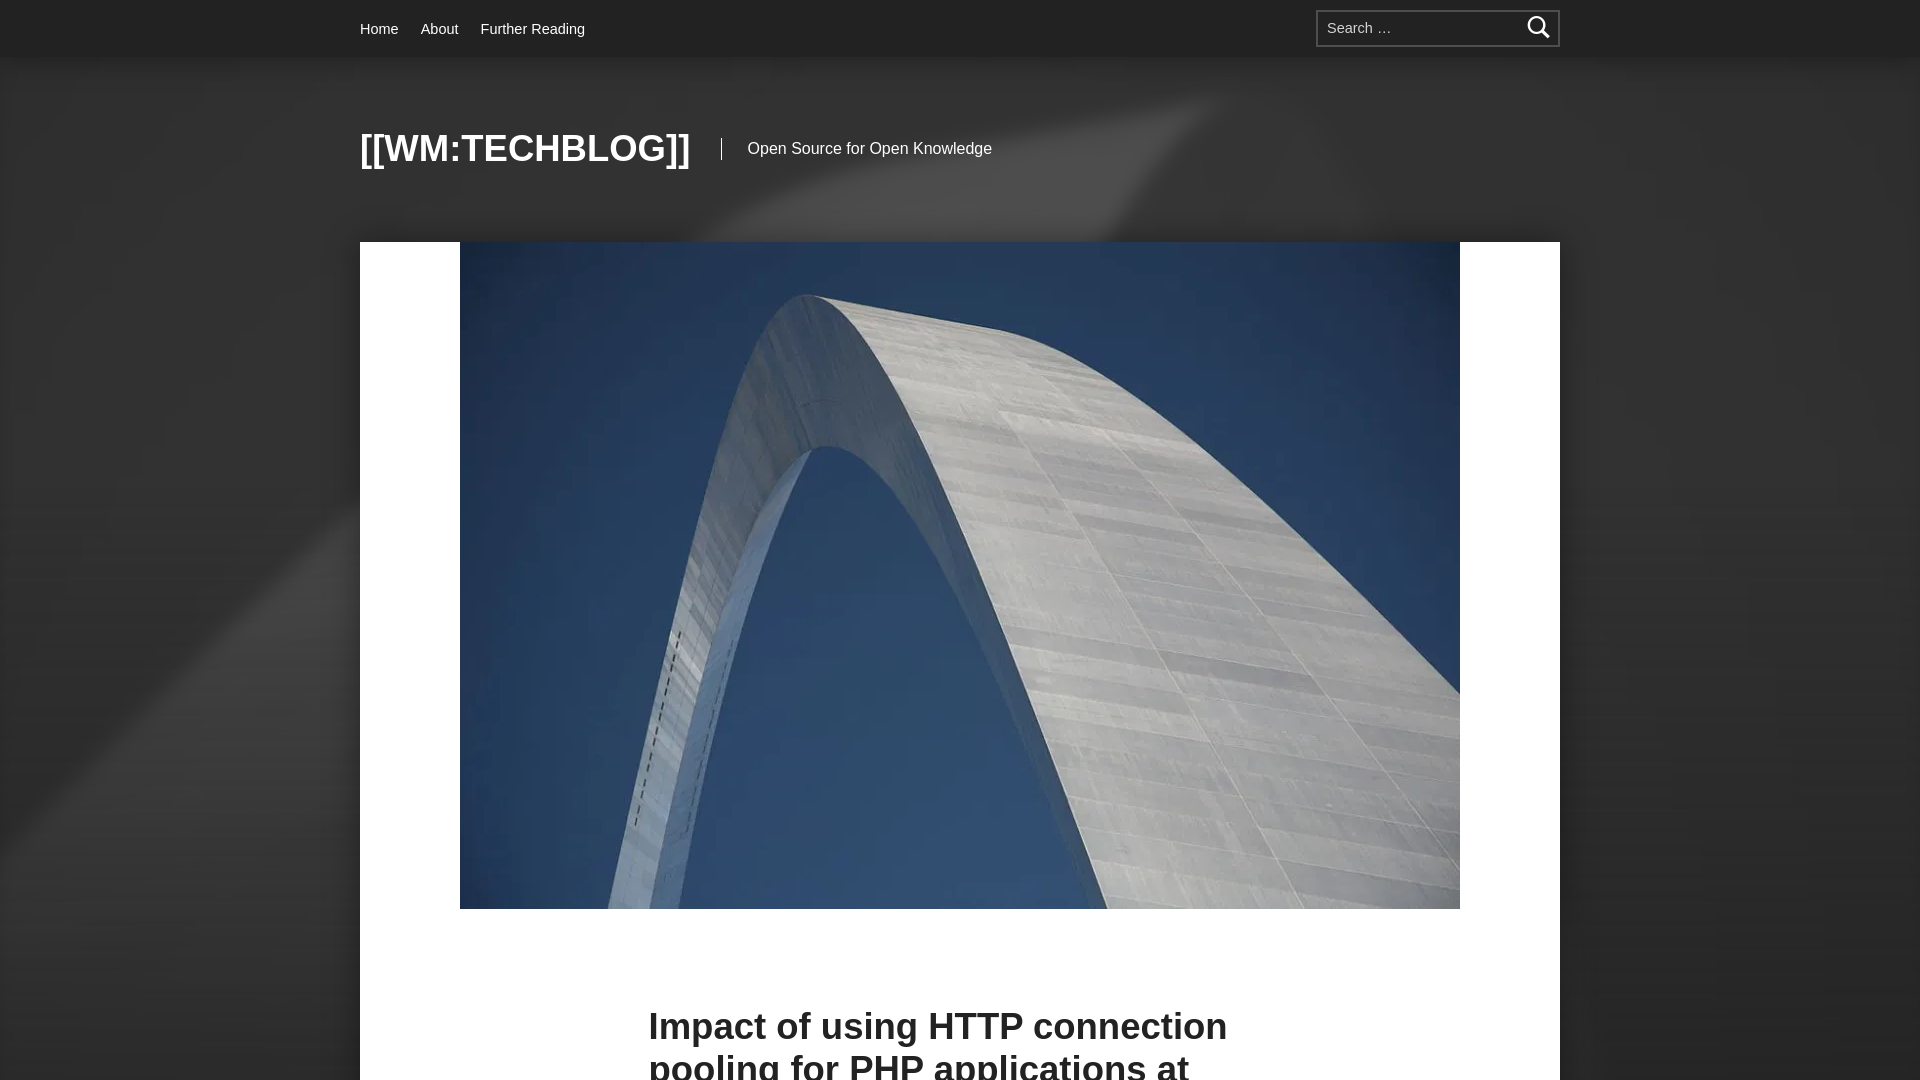 Home About Further Reading
Search …
[[WM:TECHBLOG]]
Open Source for Open Knowledge
Impact of using HTTP connection
pooling for PHP applications at